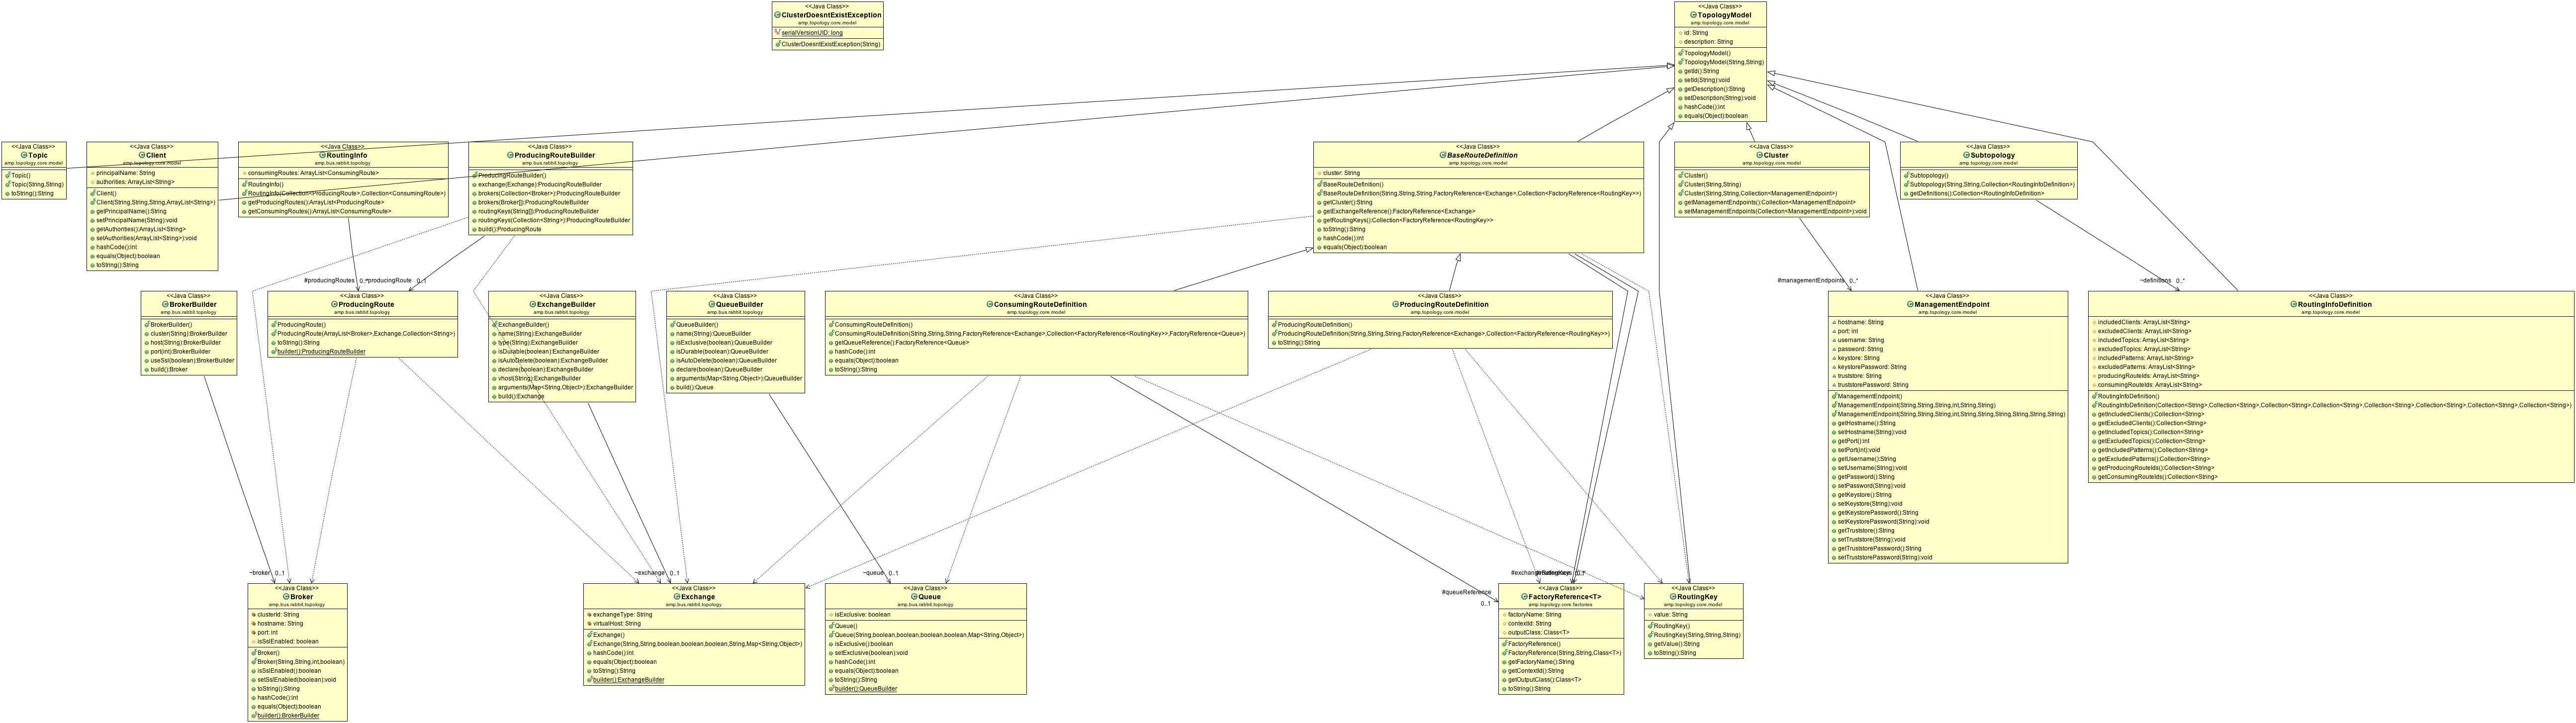 <<Java Class>>
ClusterDoesntExistException
amp.topology.core.model
serialVersionUID: long
ClusterDoesntExistException(String)
<<Java Class>>
TopologyModel
amp.topology.core.model
id: String
description: String
TopologyModel()
TopologyModel(String,String)
getId():String
setId(String):void
getDescription():String
setDescription(String):void
hashCode():int
equals(Object):boolean
<<Java Class>>
Topic
amp.topology.core.model
Topic()
Topic(String,String)
toString():String
<<Java Class>>
Client
amp.topology.core.model
principalName: String
authorities: ArrayList<String>
Client()
Client(String,String,String,ArrayList<String>)
getPrincipalName():String
setPrincipalName(String):void
getAuthorities():ArrayList<String>
setAuthorities(ArrayList<String>):void
hashCode():int
equals(Object):boolean
toString():String
<<Java Class>>
RoutingInfo
amp.bus.rabbit.topology
consumingRoutes: ArrayList<ConsumingRoute>
RoutingInfo()
RoutingInfo(Collection<ProducingRoute>,Collection<ConsumingRoute>)
getProducingRoutes():ArrayList<ProducingRoute>
getConsumingRoutes():ArrayList<ConsumingRoute>
<<Java Class>>
ProducingRouteBuilder
amp.bus.rabbit.topology
ProducingRouteBuilder()
exchange(Exchange):ProducingRouteBuilder
brokers(Collection<Broker>):ProducingRouteBuilder
brokers(Broker[]):ProducingRouteBuilder
routingKeys(String[]):ProducingRouteBuilder
routingKeys(Collection<String>):ProducingRouteBuilder
build():ProducingRoute
<<Java Class>>
BaseRouteDefinition
amp.topology.core.model
cluster: String
BaseRouteDefinition()
BaseRouteDefinition(String,String,String,FactoryReference<Exchange>,Collection<FactoryReference<RoutingKey>>)
getCluster():String
getExchangeReference():FactoryReference<Exchange>
getRoutingKeys():Collection<FactoryReference<RoutingKey>>
toString():String
hashCode():int
equals(Object):boolean
<<Java Class>>
Cluster
amp.topology.core.model
Cluster()
Cluster(String,String)
Cluster(String,String,Collection<ManagementEndpoint>)
getManagementEndpoints():Collection<ManagementEndpoint>
setManagementEndpoints(Collection<ManagementEndpoint>):void
<<Java Class>>
Subtopology
amp.topology.core.model
Subtopology()
Subtopology(String,String,Collection<RoutingInfoDefinition>)
getDefinitions():Collection<RoutingInfoDefinition>
#producingRoutes 0..*
~producingRoute 0..1
#managementEndpoints 0..*
~definitions 0..*
<<Java Class>>
BrokerBuilder
amp.bus.rabbit.topology
BrokerBuilder()
cluster(String):BrokerBuilder
host(String):BrokerBuilder
port(int):BrokerBuilder
useSsl(boolean):BrokerBuilder
build():Broker
<<Java Class>>
ProducingRoute
amp.bus.rabbit.topology
ProducingRoute()
ProducingRoute(ArrayList<Broker>,Exchange,Collection<String>)
toString():String
builder():ProducingRouteBuilder
<<Java Class>>
ExchangeBuilder
amp.bus.rabbit.topology
ExchangeBuilder()
name(String):ExchangeBuilder
type(String):ExchangeBuilder
isDurable(boolean):ExchangeBuilder
isAutoDelete(boolean):ExchangeBuilder
declare(boolean):ExchangeBuilder
vhost(String):ExchangeBuilder
arguments(Map<String,Object>):ExchangeBuilder
build():Exchange
<<Java Class>>
QueueBuilder
amp.bus.rabbit.topology
QueueBuilder()
name(String):QueueBuilder
isExclusive(boolean):QueueBuilder
isDurable(boolean):QueueBuilder
isAutoDelete(boolean):QueueBuilder
declare(boolean):QueueBuilder
arguments(Map<String,Object>):QueueBuilder
build():Queue
<<Java Class>>
ConsumingRouteDefinition
amp.topology.core.model
ConsumingRouteDefinition()
ConsumingRouteDefinition(String,String,String,FactoryReference<Exchange>,Collection<FactoryReference<RoutingKey>>,FactoryReference<Queue>)
getQueueReference():FactoryReference<Queue>
hashCode():int
equals(Object):boolean
toString():String
<<Java Class>>
ProducingRouteDefinition
amp.topology.core.model
ProducingRouteDefinition()
ProducingRouteDefinition(String,String,String,FactoryReference<Exchange>,Collection<FactoryReference<RoutingKey>>)
toString():String
<<Java Class>>
ManagementEndpoint
amp.topology.core.model
hostname: String
port: int
username: String
password: String
keystore: String
keystorePassword: String
truststore: String
truststorePassword: String
ManagementEndpoint()
ManagementEndpoint(String,String,String,int,String,String)
ManagementEndpoint(String,String,String,int,String,String,String,String,String,String)
getHostname():String
setHostname(String):void
getPort():int
setPort(int):void
getUsername():String
setUsername(String):void
getPassword():String
setPassword(String):void
getKeystore():String
setKeystore(String):void
getKeystorePassword():String
setKeystorePassword(String):void
getTruststore():String
setTruststore(String):void
getTruststorePassword():String
setTruststorePassword(String):void
<<Java Class>>
RoutingInfoDefinition
amp.topology.core.model
includedClients: ArrayList<String>
excludedClients: ArrayList<String>
includedTopics: ArrayList<String>
excludedTopics: ArrayList<String>
includedPatterns: ArrayList<String>
excludedPatterns: ArrayList<String>
producingRouteIds: ArrayList<String>
consumingRouteIds: ArrayList<String>
RoutingInfoDefinition()
RoutingInfoDefinition(Collection<String>,Collection<String>,Collection<String>,Collection<String>,Collection<String>,Collection<String>,Collection<String>,Collection<String>)
getIncludedClients():Collection<String>
getExcludedClients():Collection<String>
getIncludedTopics():Collection<String>
getExcludedTopics():Collection<String>
getIncludedPatterns():Collection<String>
getExcludedPatterns():Collection<String>
getProducingRouteIds():Collection<String>
getConsumingRouteIds():Collection<String>
~broker 0..1
~exchange 0..1
~queue 0..1
#queueReference
0..1
<<Java Class>>
Broker
amp.bus.rabbit.topology
clusterId: String
hostname: String
port: int
isSslEnabled: boolean
Broker()
Broker(String,String,int,boolean)
isSslEnabled():boolean
setSslEnabled(boolean):void
toString():String
hashCode():int
equals(Object):boolean
builder():BrokerBuilder
<<Java Class>>
Exchange
amp.bus.rabbit.topology
exchangeType: String
virtualHost: String
Exchange()
Exchange(String,String,boolean,boolean,boolean,String,Map<String,Object>)
hashCode():int
equals(Object):boolean
toString():String
builder():ExchangeBuilder
<<Java Class>>
Queue
amp.bus.rabbit.topology
isExclusive: boolean
Queue()
Queue(String,boolean,boolean,boolean,boolean,Map<String,Object>)
isExclusive():boolean
setExclusive(boolean):void
hashCode():int
equals(Object):boolean
toString():String
builder():QueueBuilder
<<Java Class>>
FactoryReference<T>
amp.topology.core.factories
factoryName: String
contextId: String
outputClass: Class<T>
FactoryReference()
FactoryReference(String,String,Class<T>)
getFactoryName():String
getContextId():String
getOutputClass():Class<T>
toString():String
<<Java Class>>
RoutingKey
amp.topology.core.model
value: String
RoutingKey()
RoutingKey(String,String,String)
getValue():String
toString():String